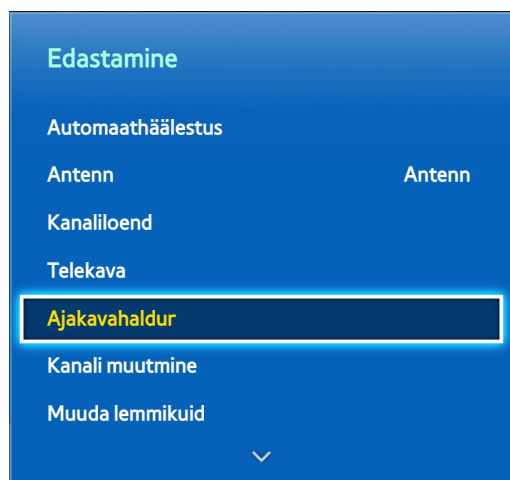 Edastamine
Automaathäälestus
Antenn Antenn
Kanaliloend
Telekava
Ajakavahaldur
Kanali muutmine
Muuda lemmikuid